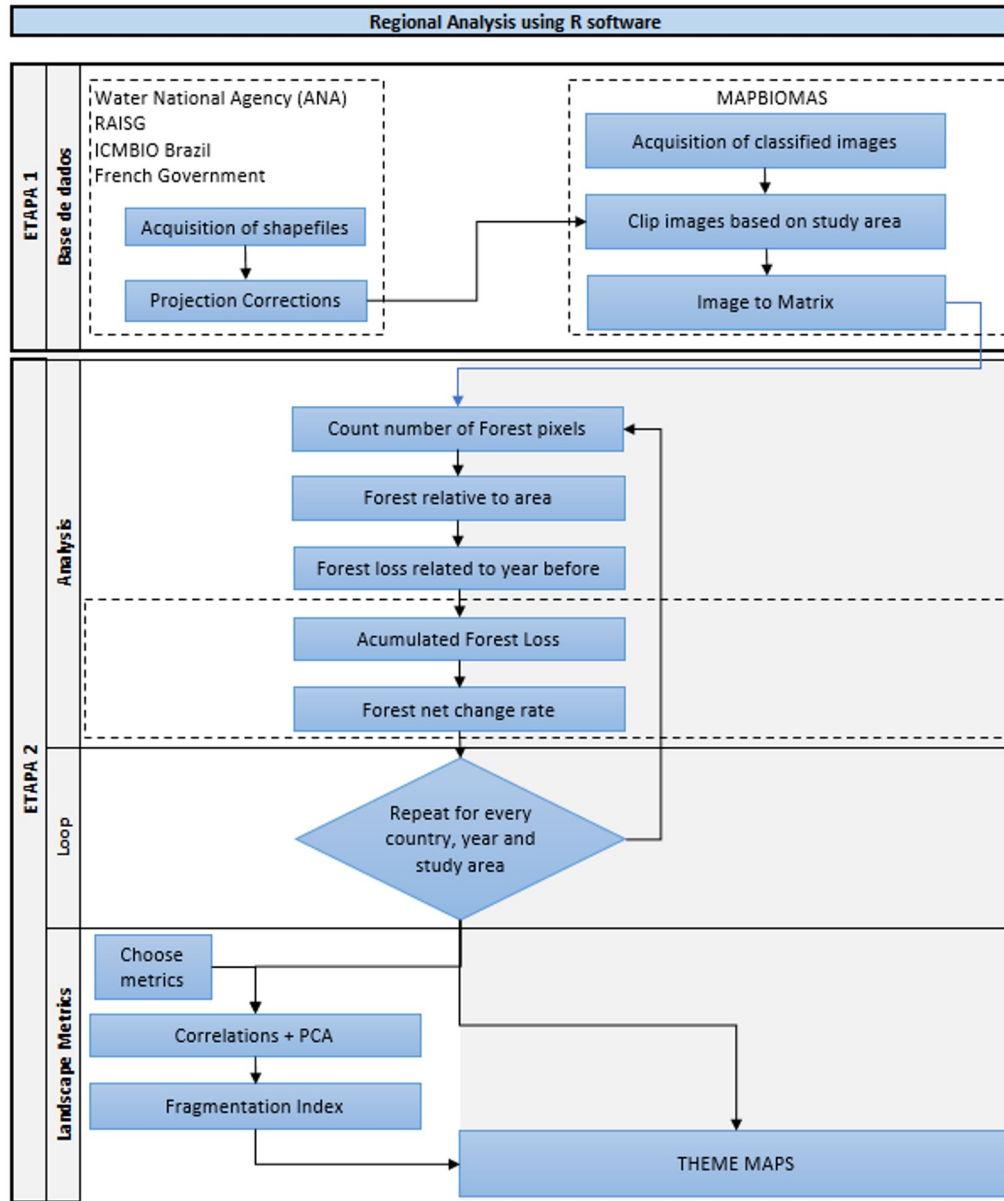 Regional Analysis using R software
ETAPA 1
Base de dados
Water National Agency (ANA)
RAISG
ICMBIO Brazil
French Government
Acquisition of shapefiles
Projection Corrections
MAPBIOMAS
Acquisition of classified images
Clip images based on study area
Image to Matrix
ETAPA 2
Analysis
Count number of Forest pixels
Forest relative to area
Forest loss related to year before
Acumulated Forest Loss
Forest net change rate
Loop
Repeat for every
country, year and
study area
Landscape Metrics
Choose
metrics
Correlations + PCA
Fragmentation Index
THEME MAPS